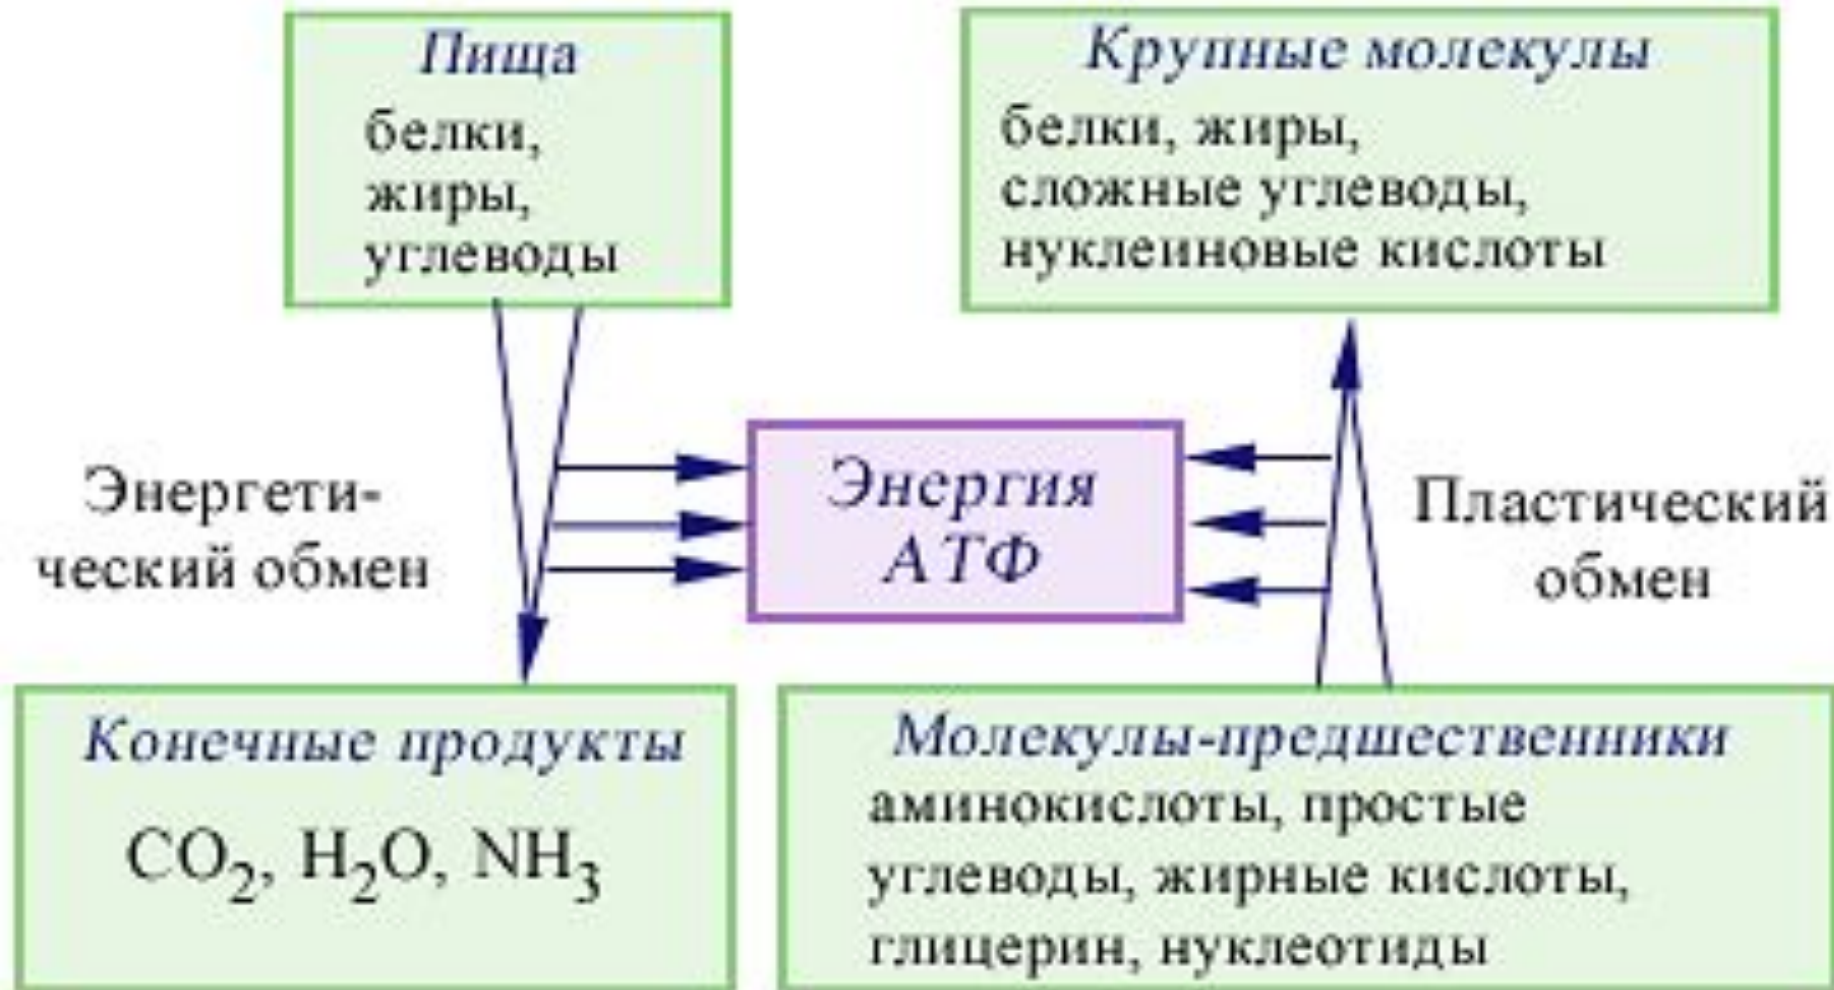 Пища
белки,
жиры,
углеводы
Крупные молекулы
белки, жиры,
сложные углеводы,
нуклеиновые кислоты
Энергети-
ческий обмен
Энергия
АТФ
Пластический
обмен
Конечные продукты
CO₂, H₂O, NH₃
Молекулы-предшественники
аминокислоты, простые
углеводы, жирные кислоты,
глицерин, нуклеотиды